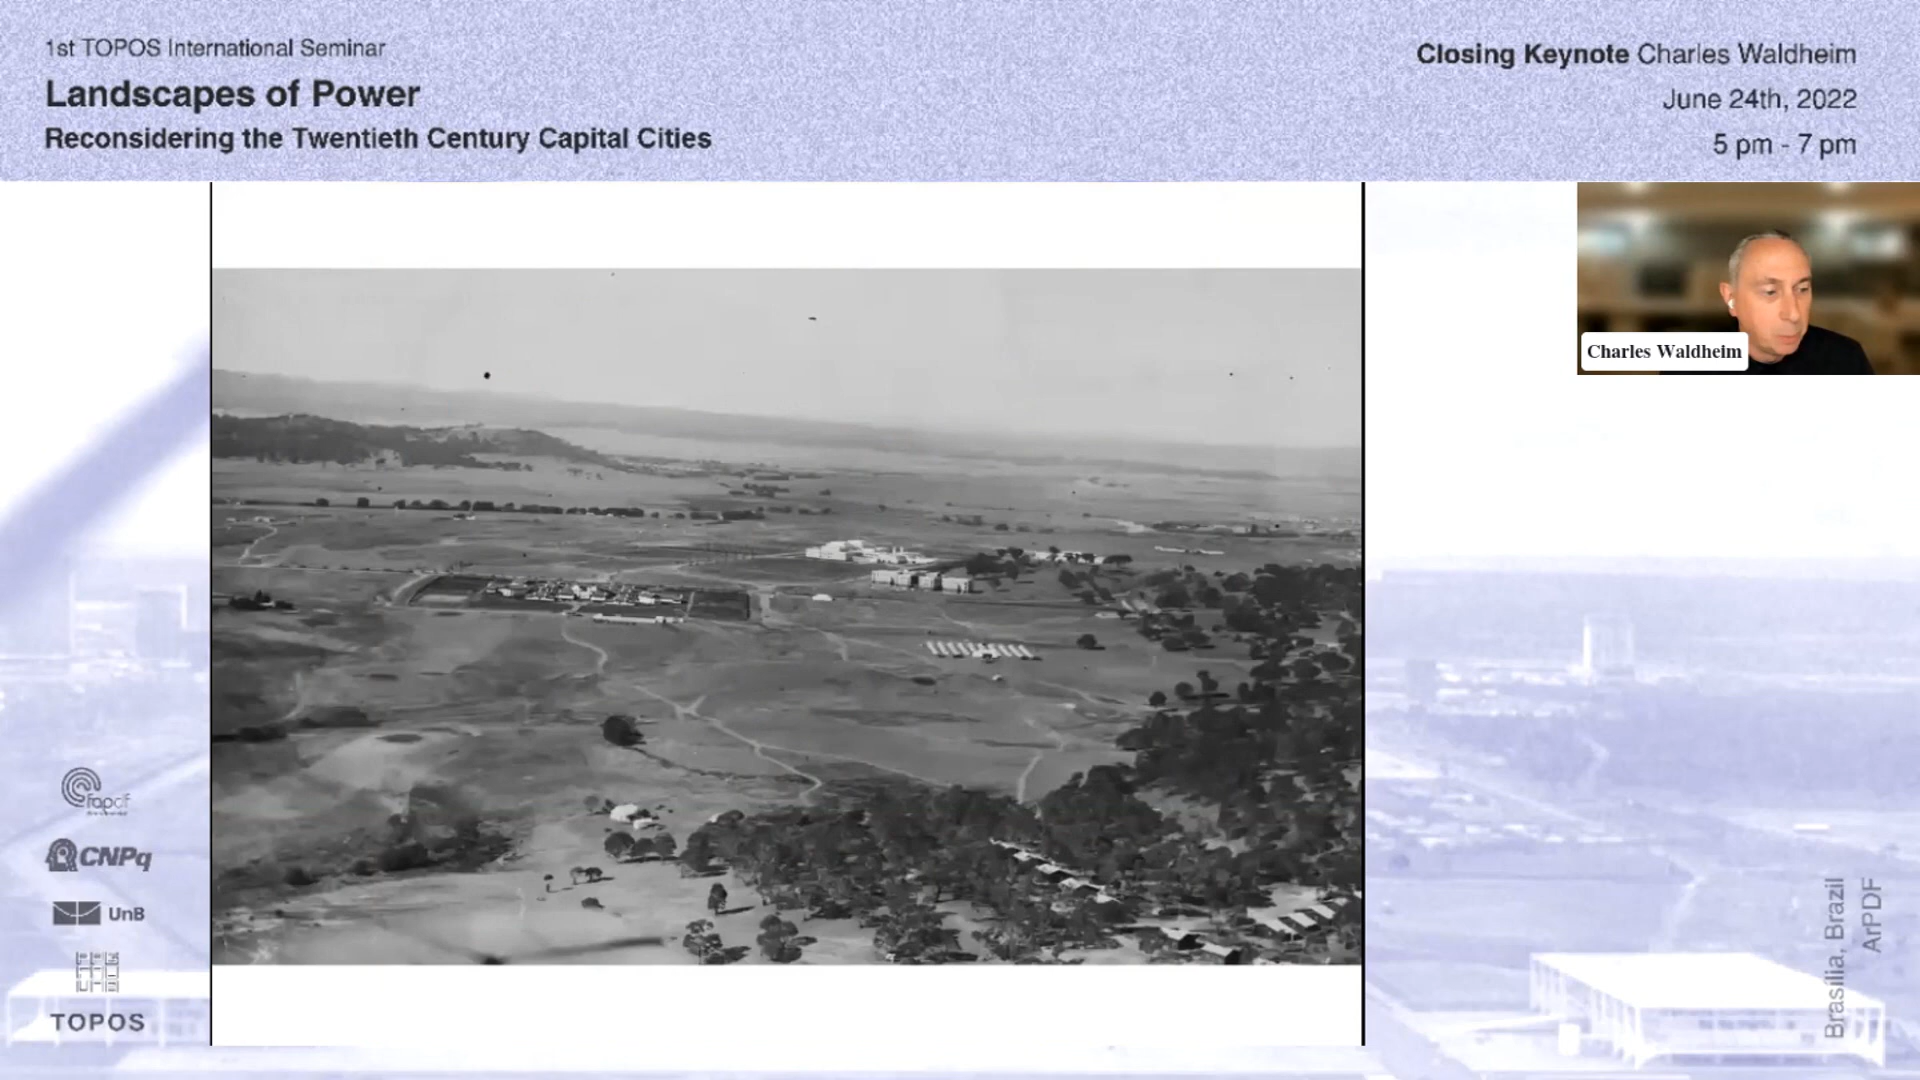 1st TOPOS International Seminar
Landscapes of Power
Reconsidering the Twentieth Century Capital Cities
Closing Keynote Charles Waldheim
June 24th, 2022
5 pm - 7 pm
Charles Waldheim
fapdf
CNPq
UnB
TOPOS
Brasília, Brazil
ArPDF